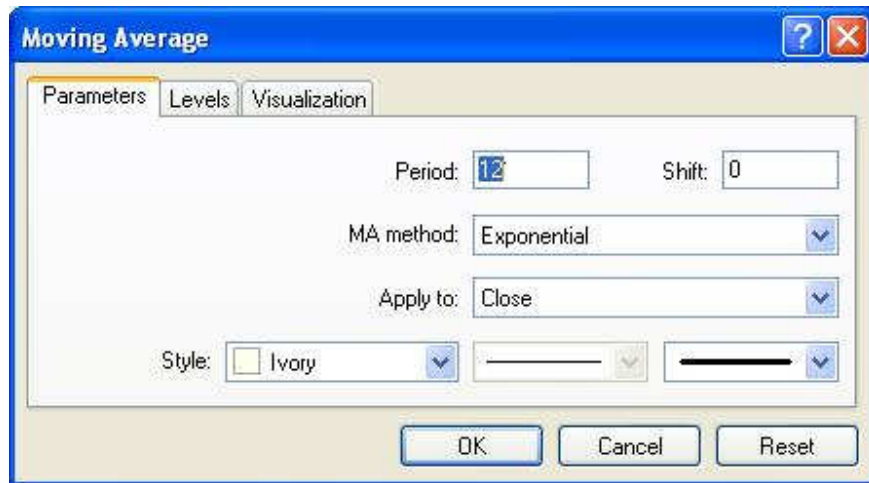 Moving Average
Parameters Levels Visualization
Period: 12 Shift: 0
MA method: Exponential
Apply to: Close
Style: Ivory
OK Cancel Reset